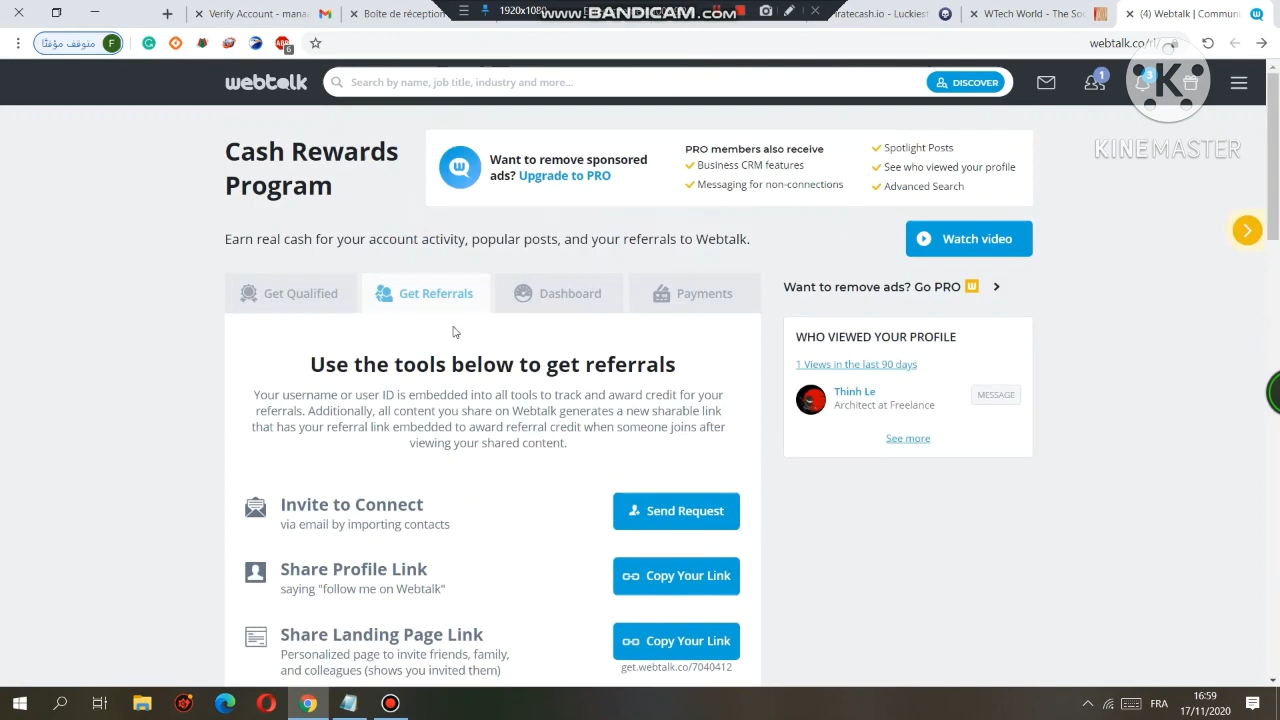 Verify Account - mana
Boîte de réception
1920x1080
www.BANDICAM.com
iratecash.io - Luckiest
WTech World - The Soc
(4) Webtalk | Commun
متوقف مؤقتًا
F
ABP
6
webtalk.co/r
webtalk
Search by name, job title, industry and more...
DISCOVER
1
3
K
KINEMASTER
Cash Rewards
Program
Want to remove sponsored
ads? Upgrade to PRO
PRO members also receive
Business CRM features
Messaging for non-connections
Spotlight Posts
See who viewed your profile
Advanced Search
Earn real cash for your account activity, popular posts, and your referrals to Webtalk.
Watch video
Get Qualified
Get Referrals
Dashboard
Payments
Want to remove ads? Go PRO
WHO VIEWED YOUR PROFILE
1 Views in the last 90 days
Thinh Le
Architect at Freelance
MESSAGE
See more
Use the tools below to get referrals
Your username or user ID is embedded into all tools to track and award credit for your
referrals. Additionally, all content you share on Webtalk generates a new sharable link
that has your referral link embedded to award referral credit when someone joins after
viewing your shared content.
Invite to Connect
via email by importing contacts
Send Request
Share Profile Link
saying "follow me on Webtalk"
Copy Your Link
Share Landing Page Link
Personalized page to invite friends, family,
and colleagues (shows you invited them)
Copy Your Link
get.webtalk.co/7040412
FRA
16:59
17/11/2020